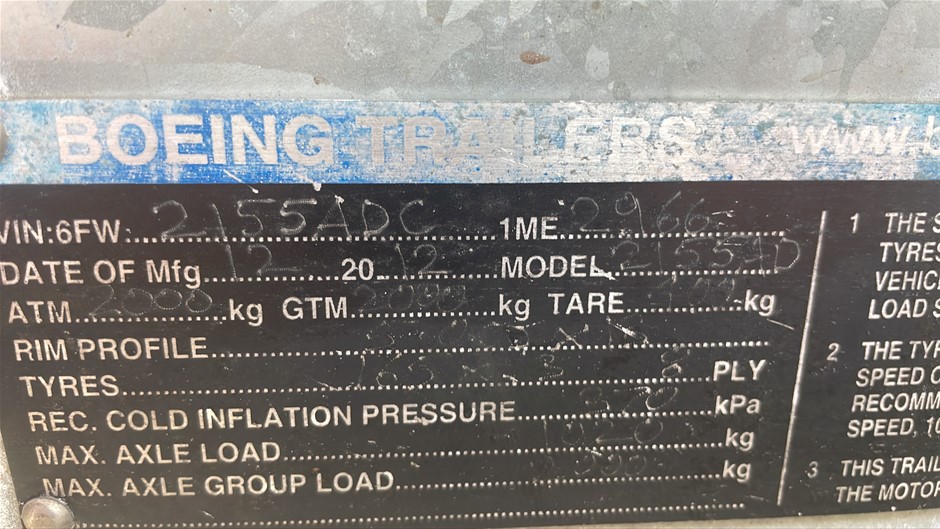 BOEING TRAILERS www.b
VIN:6FW 2155ADC 1ME 2966
DATE OF Mfg 12 20 12 MODEL 2155AD
ATM 2000 kg GTM kg TARE kg
RIM PROFILE
TYRES 8 PLY
REC. COLD INFLATION PRESSURE kPa
MAX. AXLE LOAD kg
MAX. AXLE GROUP LOAD kg
1 THE S
TYRES
VEHIC
LOAD S
2 THE TYR
SPEED C
RECOMM
SPEED, 10
3 THIS TRAIL
THE MOTOR